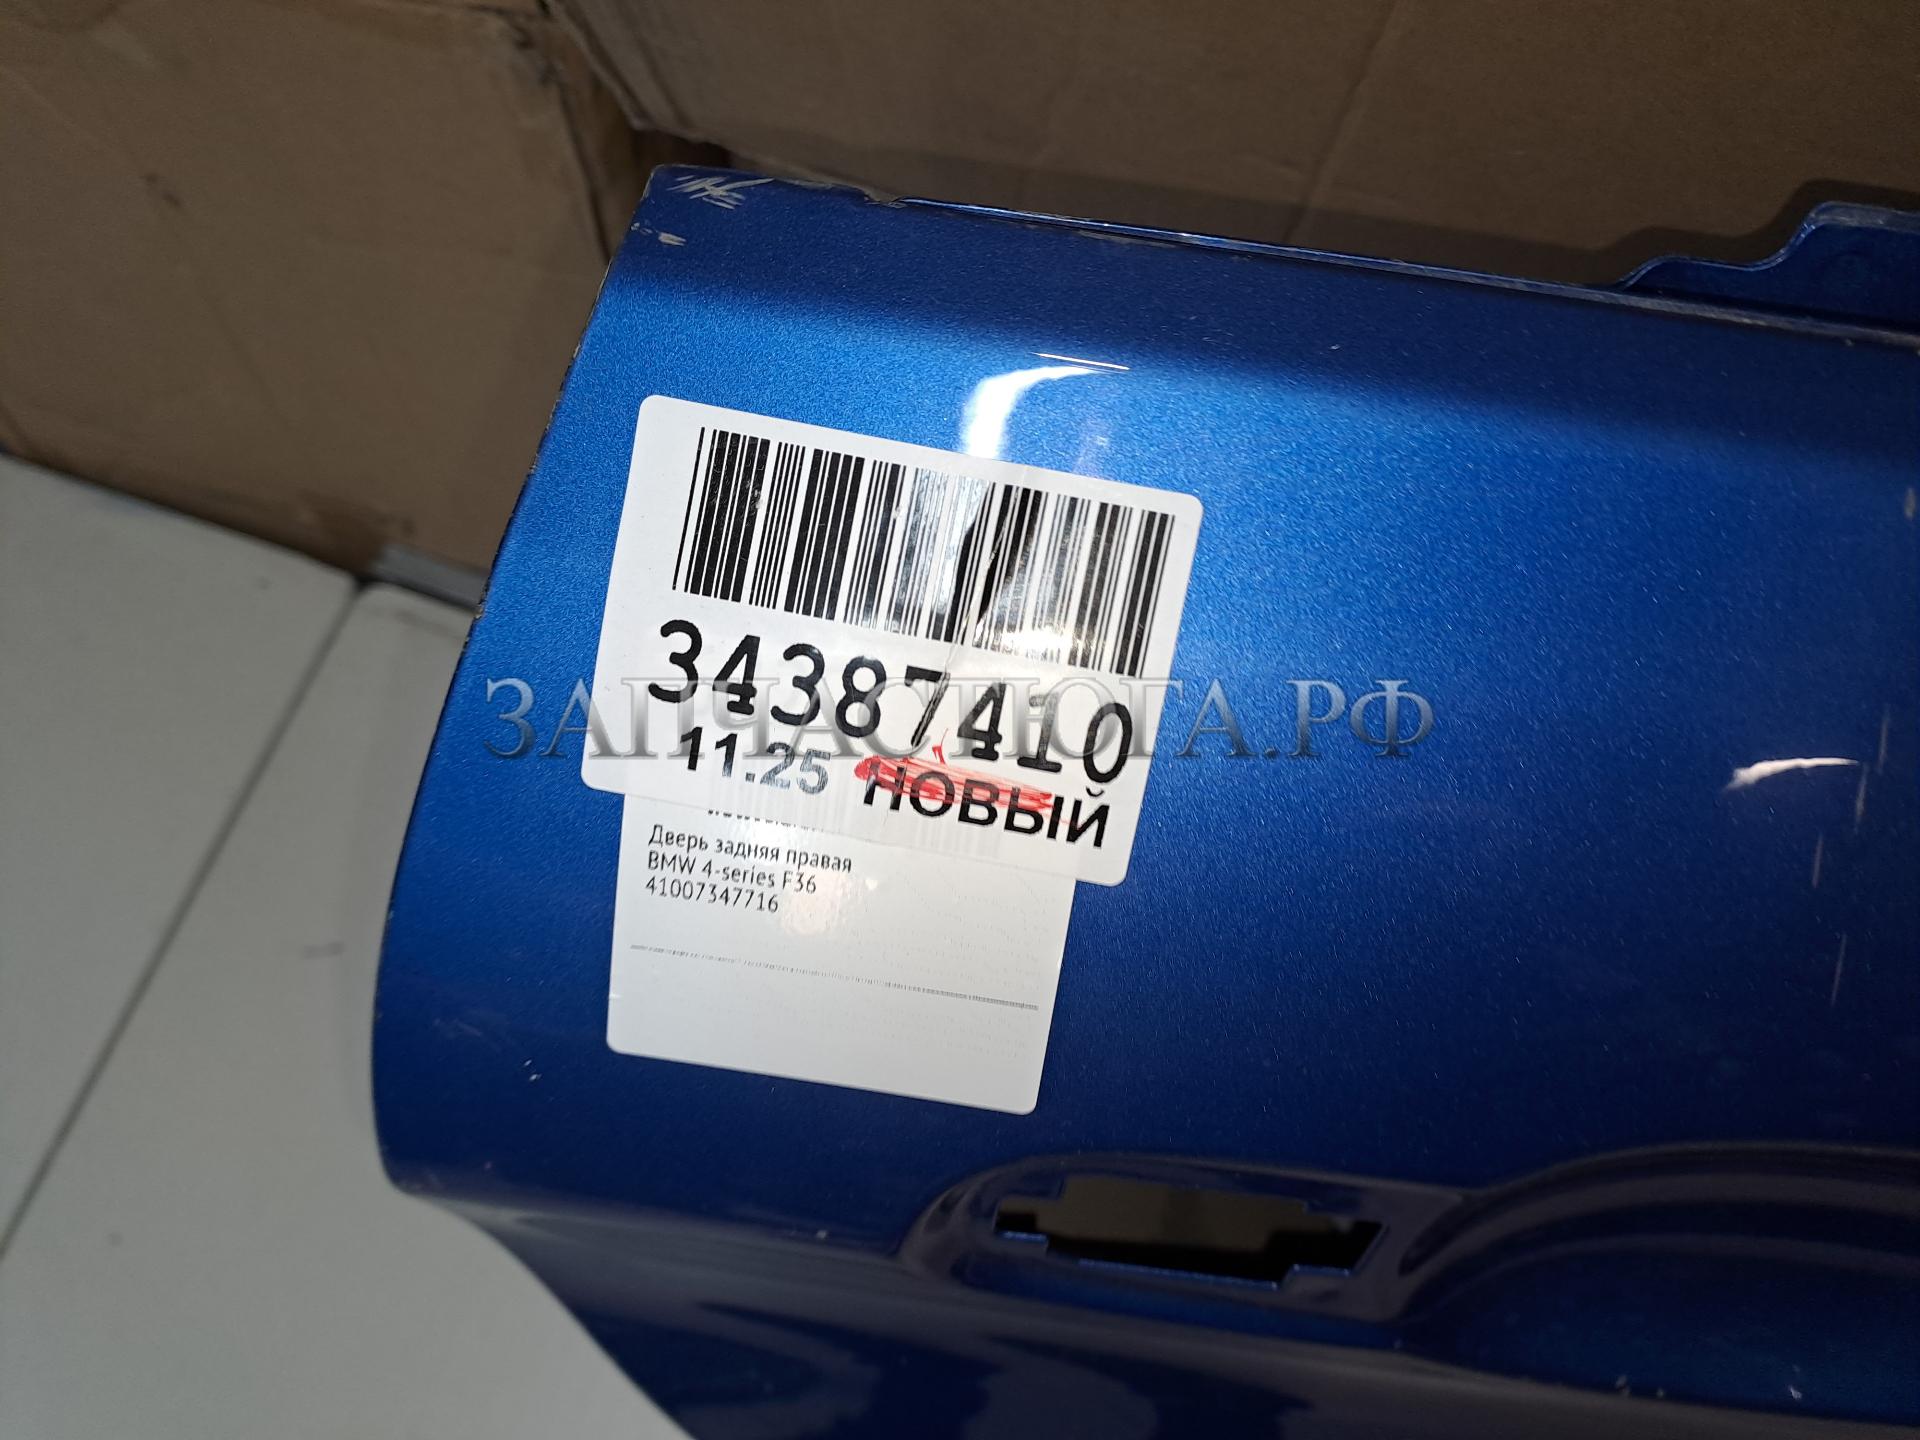 34387410
11.25 НОВЫЙ
ЗАПЧАСТЮГА.РФ
Дверь задняя правая
BMW 4-series F36
41007347716